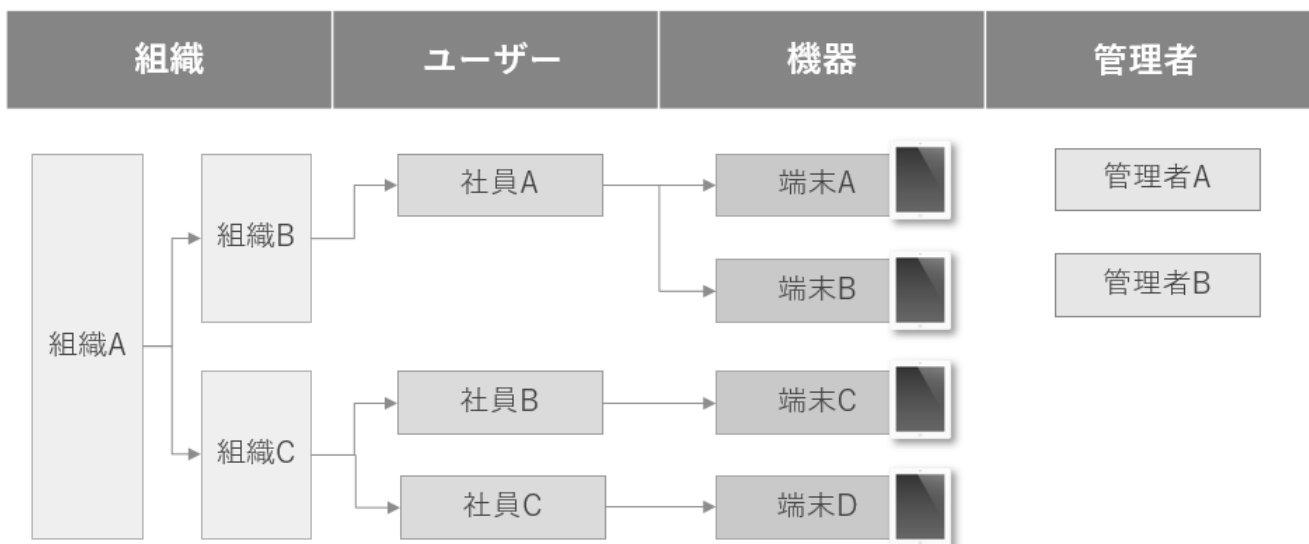 組織
ユーザー
機器
管理者
組織A
組織B
組織C
社員A
社員B
社員C
端末A
端末B
端末C
端末D
管理者A
管理者B